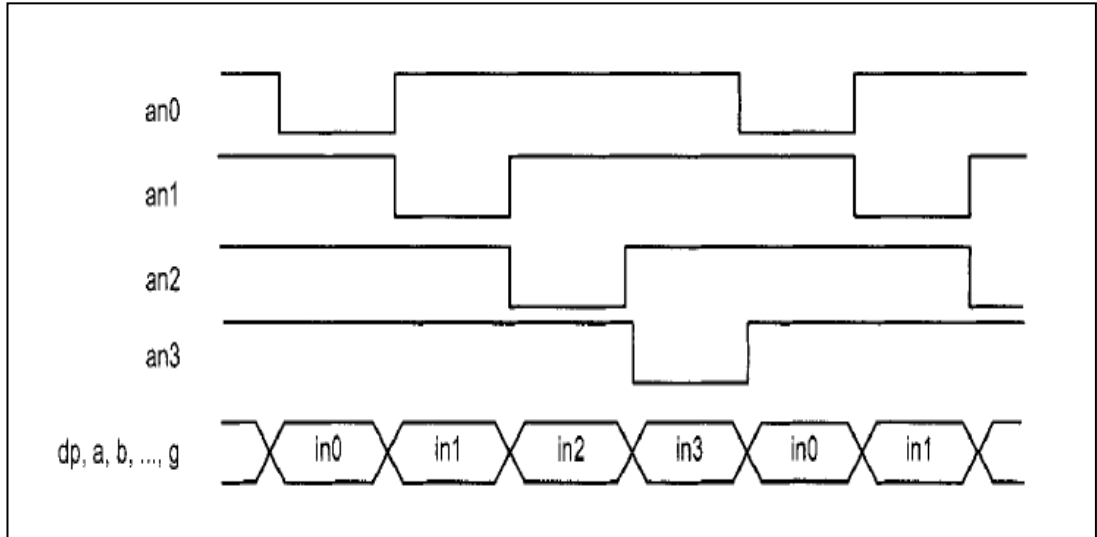 an0
an1
an2
an3
dp, a, b, ..., g in0 in1 in2 in3 in0 in1